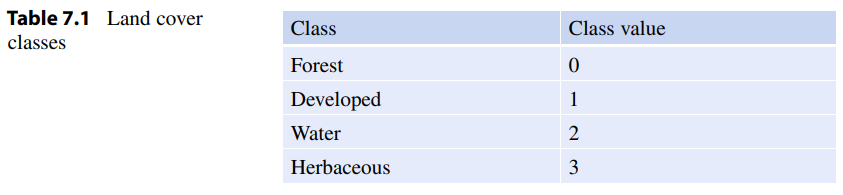 Table 7.1 Land cover
classes
Class Class value
Forest 0
Developed 1
Water 2
Herbaceous 3